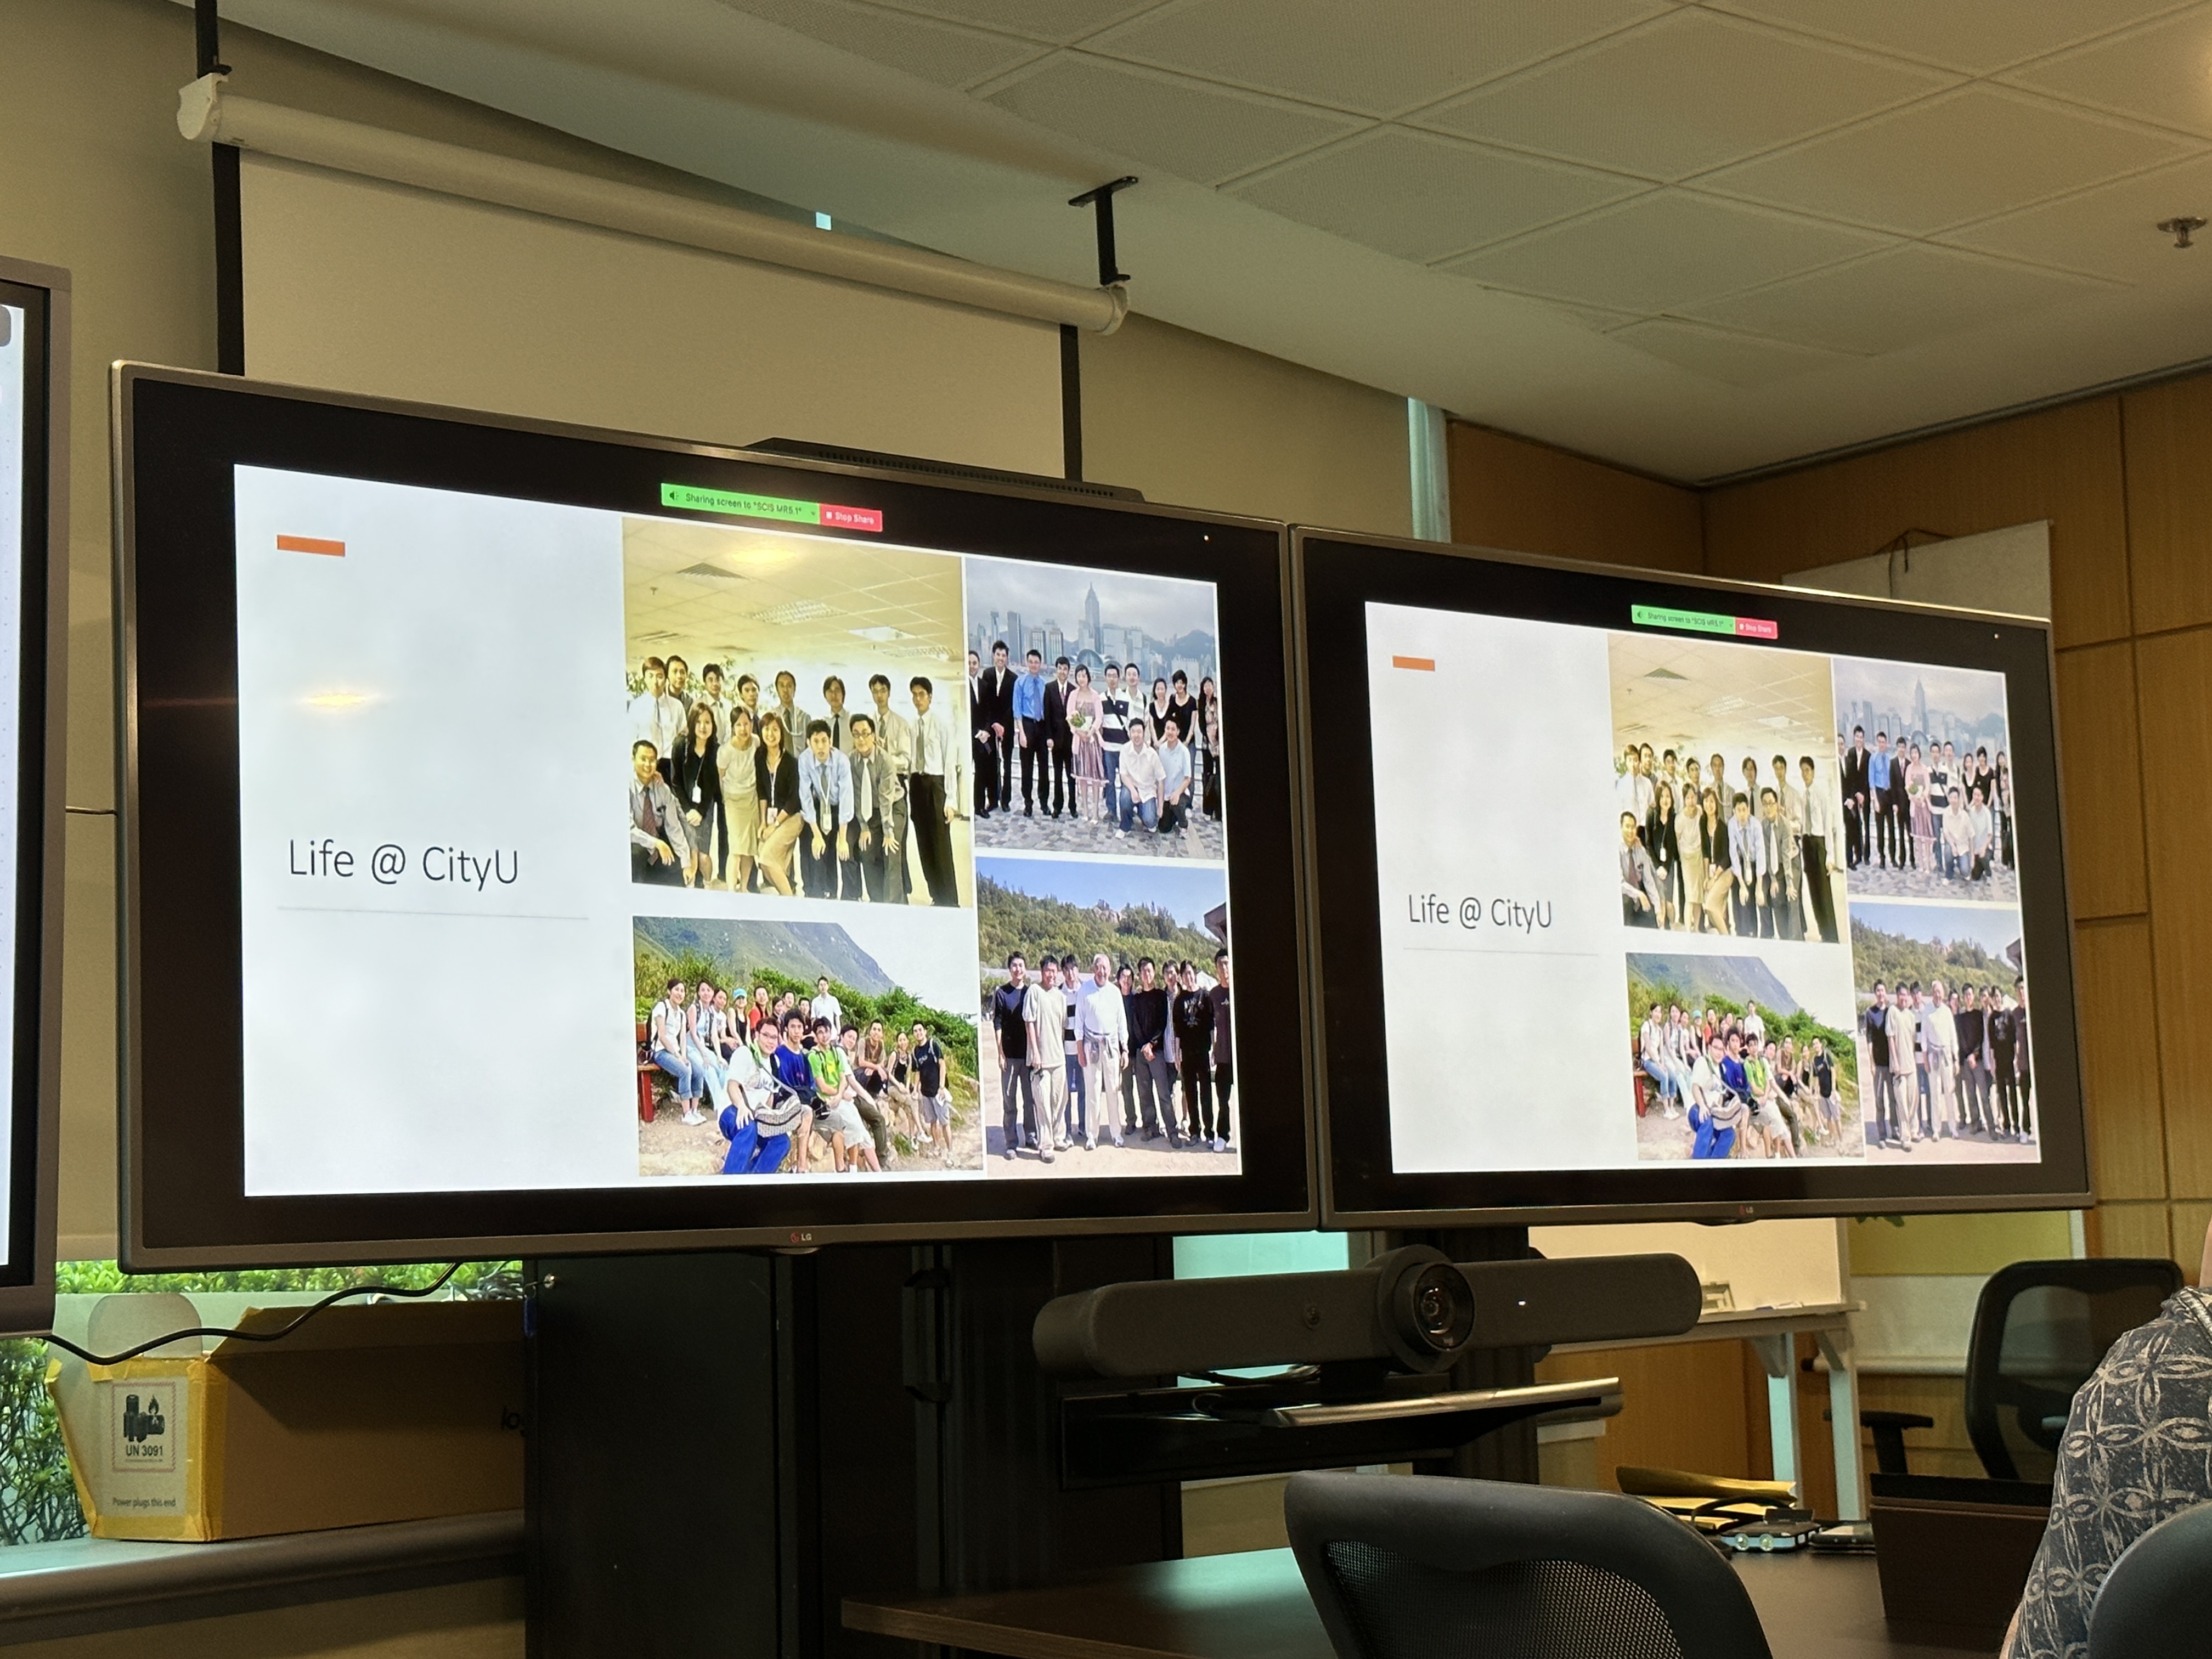 Sharing screen to "SCIS MR5.1"
Stop Share
Life @ CityU
LG
Sharing screen to "SCIS MR5.1"
Stop Share
Life @ CityU
LG
UN 3091
Power plugs this end